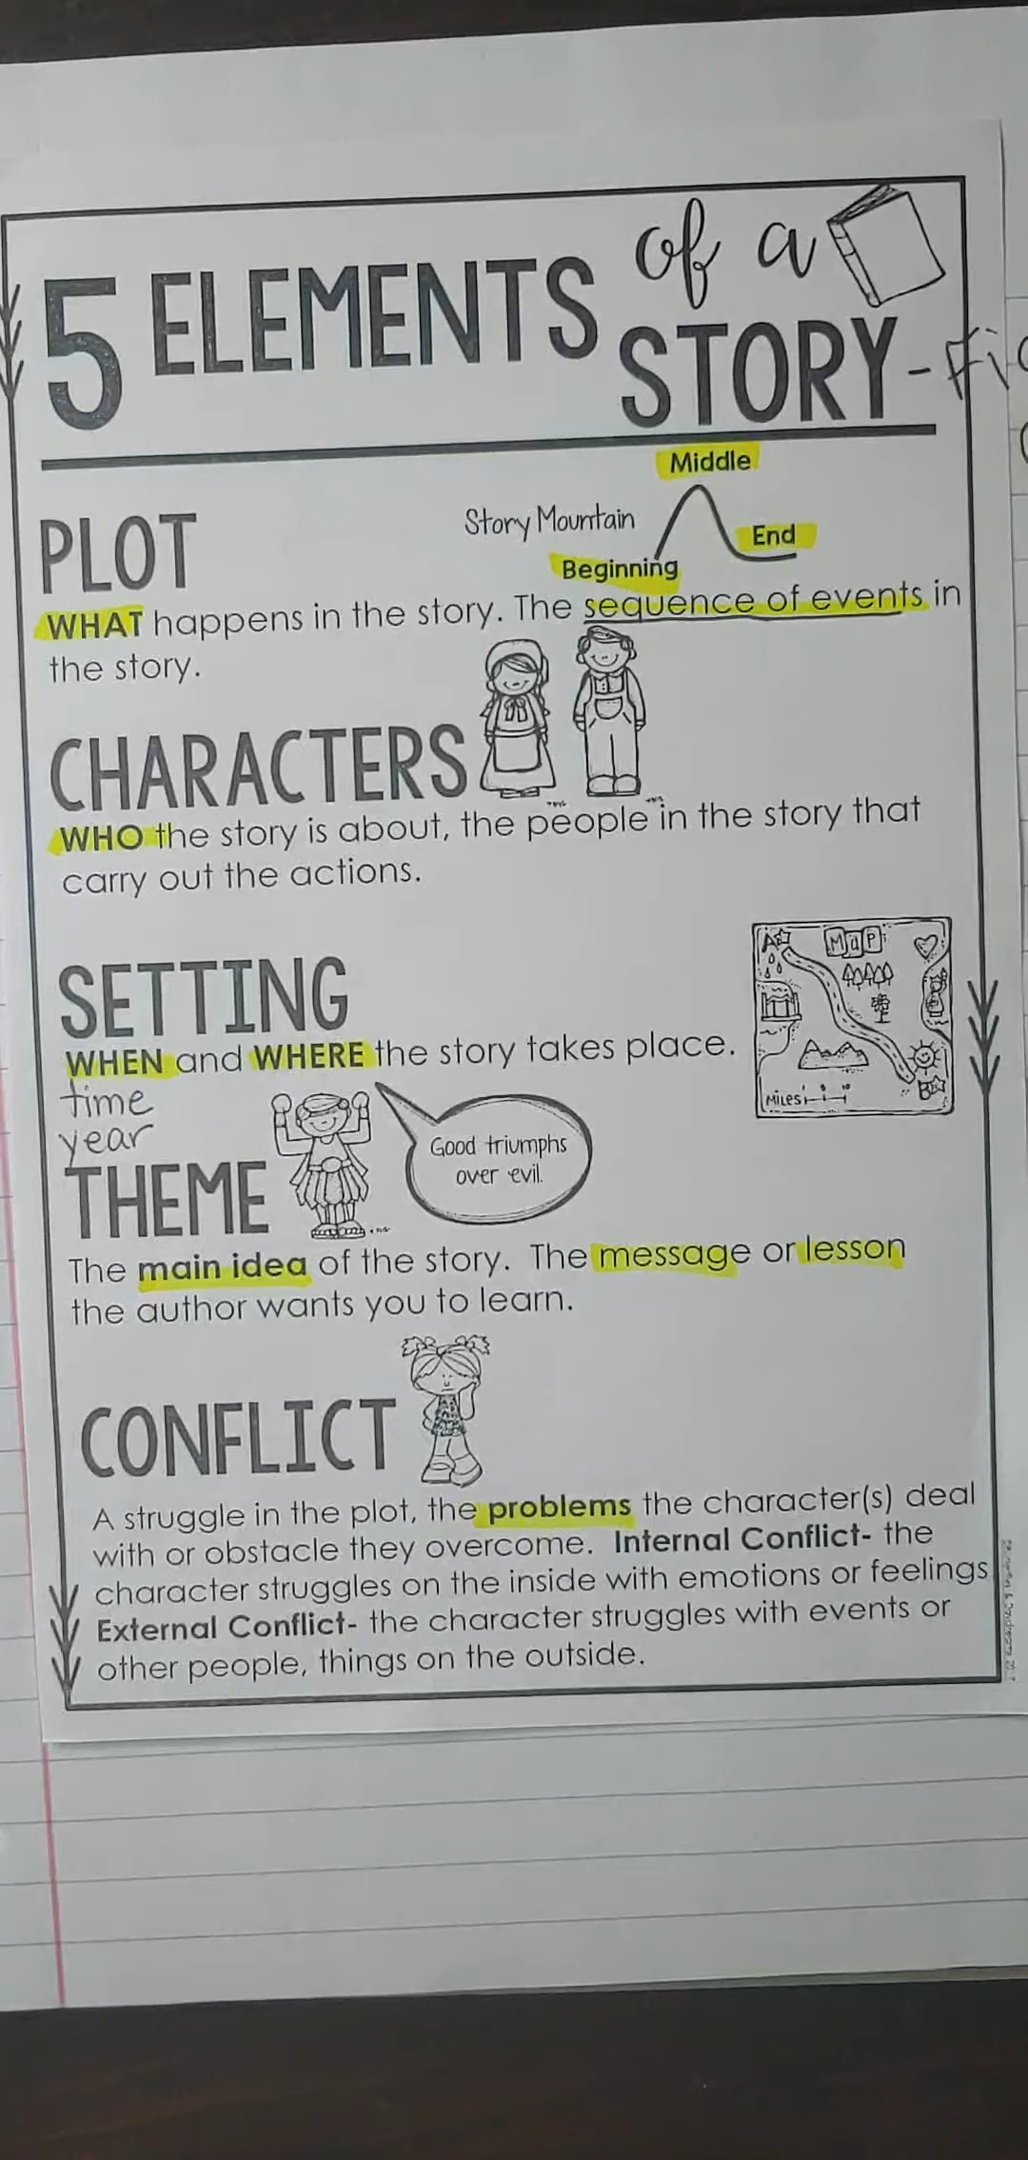 5 ELEMENTS of a
STORY - Fic
Middle
Story Mountain
End
Beginning
PLOT
WHAT happens in the story. The sequence of events in
the story.
CHARACTERS
WHO the story is about, the people in the story that
carry out the actions.
SETTING
WHEN and WHERE the story takes place.
time
year
A
MaP
MILES
B
THEME
Good triumphs
over evil.
The main idea of the story. The message or lesson
the author wants you to learn.
CONFLICT
A struggle in the plot, the problems the character(s) deal
with or obstacle they overcome. Internal Conflict- the
character struggles on the inside with emotions or feelings
External Conflict- the character struggles with events or
other people, things on the outside.